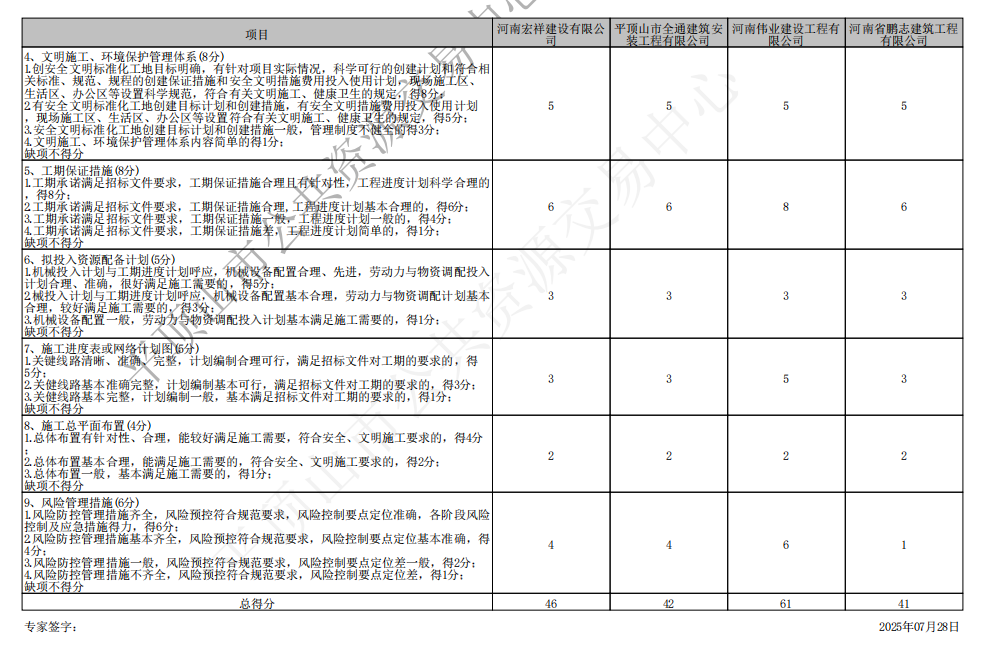 项目
河南宏祥建设有限公
司
平顶山市全通建筑安
装工程有限公司
河南伟业建设工程有
限公司
河南省鹏志建筑工程
有限公司
4、文明施工、环境保护管理体系(8分)
1.创安全文明标准化工地目标明确，有针对项目实际情况，科学可行的创建计划和符合相
关标准、规范、规程的创建保证措施和安全文明措施费用投入使用计划，现场施工区、
生活区、办公区等设置科学规范，符合有关文明施工、健康卫生的规定，得8分；
2有安全文明标准化工地创建目标计划和创建措施，有安全文明措施费用投入使用计划
，现场施工区、生活区、办公区等设置符合有关文明施工、健康卫生的规定，得5分；
3.安全文明标准化工地创建目标计划和创建措施一般，管理制度不健全的得3分；
4.文明施工、环境保护管理体系内容简单的得1分；
缺项不得分
5
5
5
5
5、工期保证措施(8分)
1.工期承诺满足招标文件要求，工期保证措施合理且有针对性，工程进度计划科学合理的
，得8分；
2工期承诺满足招标文件要求，工期保证措施合理,工程进度计划基本合理的，得6分；
3.工期承诺满足招标文件要求，工期保证措施一般，工程进度计划一般的，得4分；
4.工期承诺满足招标文件要求，工期保证措施差，工程进度计划简单的，得1分；
缺项不得分
6
6
8
6
6、拟投入资源配备计划(5分)
1.机械投入计划与工期进度计划呼应，机械设备配置合理、先进，劳动力与物资调配投入
计划合理、准确，很好满足施工需要的，得5分；
2械投入计划与工期进度计划呼应，机械设备配置基本合理，劳动力与物资调配计划基本
合理，较好满足施工需要的，得3分；
3.机械设备配置一般，劳动力与物资调配投入计划基本满足施工需要的，得1分；
缺项不得分
3
3
3
3
7、施工进度表或网络计划图(5分)
1.关键线路清晰、准确、完整，计划编制合理可行，满足招标文件对工期的要求的，得
5分；
2.关健线路基本准确完整，计划编制基本可行，满足招标文件对工期的要求的，得3分；
3.关健线路基本完整，计划编制一般，基本满足招标文件对工期的要求的，得1分；
缺项不得分
3
3
5
3
8、施工总平面布置(4分)
1.总体布置有针对性、合理，能较好满足施工需要，符合安全、文明施工要求的，得4分
；
2.总体布置基本合理，能满足施工需要的，符合安全、文明施工要求的，得2分；
3.总体布置一般，基本满足施工需要的，得1分；
缺项不得分
2
2
2
2
9、风险管理措施(6分)
1.风险防控管理措施齐全，风险预控符合规范要求，风险控制要点定位准确，各阶段风险
控制及应急措施得力，得6分；
2风险防控管理措施基本齐全，风险预控符合规范要求，风险控制要点定位基本准确，得
4分；
3.风险防控管理措施一般，风险预控符合规范要求，风险控制要点定位差一般，得2分；
4.风险防控管理措施不齐全，风险预控符合规范要求，风险控制要点定位差，得1分；
缺项不得分
4
4
6
1
总得分
46
42
61
41
专家签字：
2025年07月28日
平顶山市公共资源交易中心
平顶山市公共资源交易中心